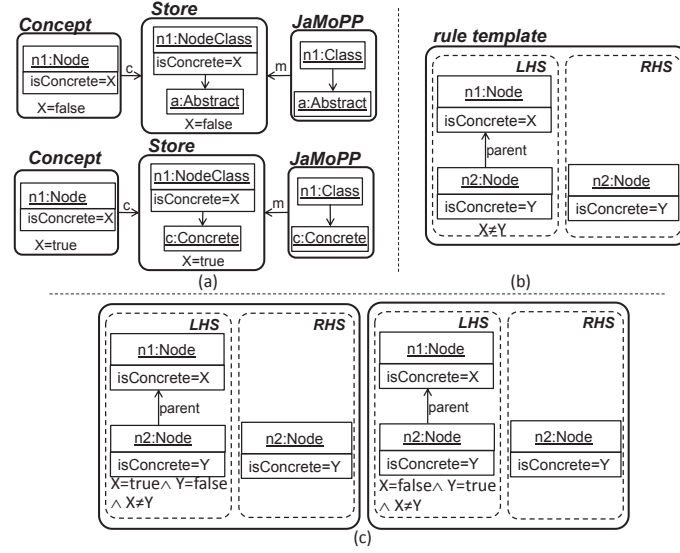 Concept
Store
JaMoPP
n1:Node
isConcrete=X
X=false
c
n1:NodeClass
isConcrete=X
a:Abstract
X=false
m
n1:Class
a:Abstract
Concept
Store
JaMoPP
n1:Node
isConcrete=X
X=true
c
n1:NodeClass
isConcrete=X
c:Concrete
X=true
m
n1:Class
c:Concrete
(a)
rule template
LHS
RHS
n1:Node
isConcrete=X
parent
n2:Node
isConcrete=Y
X≠Y
n2:Node
isConcrete=Y
(b)
LHS
RHS
n1:Node
isConcrete=X
parent
n2:Node
isConcrete=Y
X=true∧ Y=false
∧ X≠Y
n2:Node
isConcrete=Y
LHS
RHS
n1:Node
isConcrete=X
parent
n2:Node
isConcrete=Y
X=false∧ Y=true
∧ X≠Y
n2:Node
isConcrete=Y
(c)